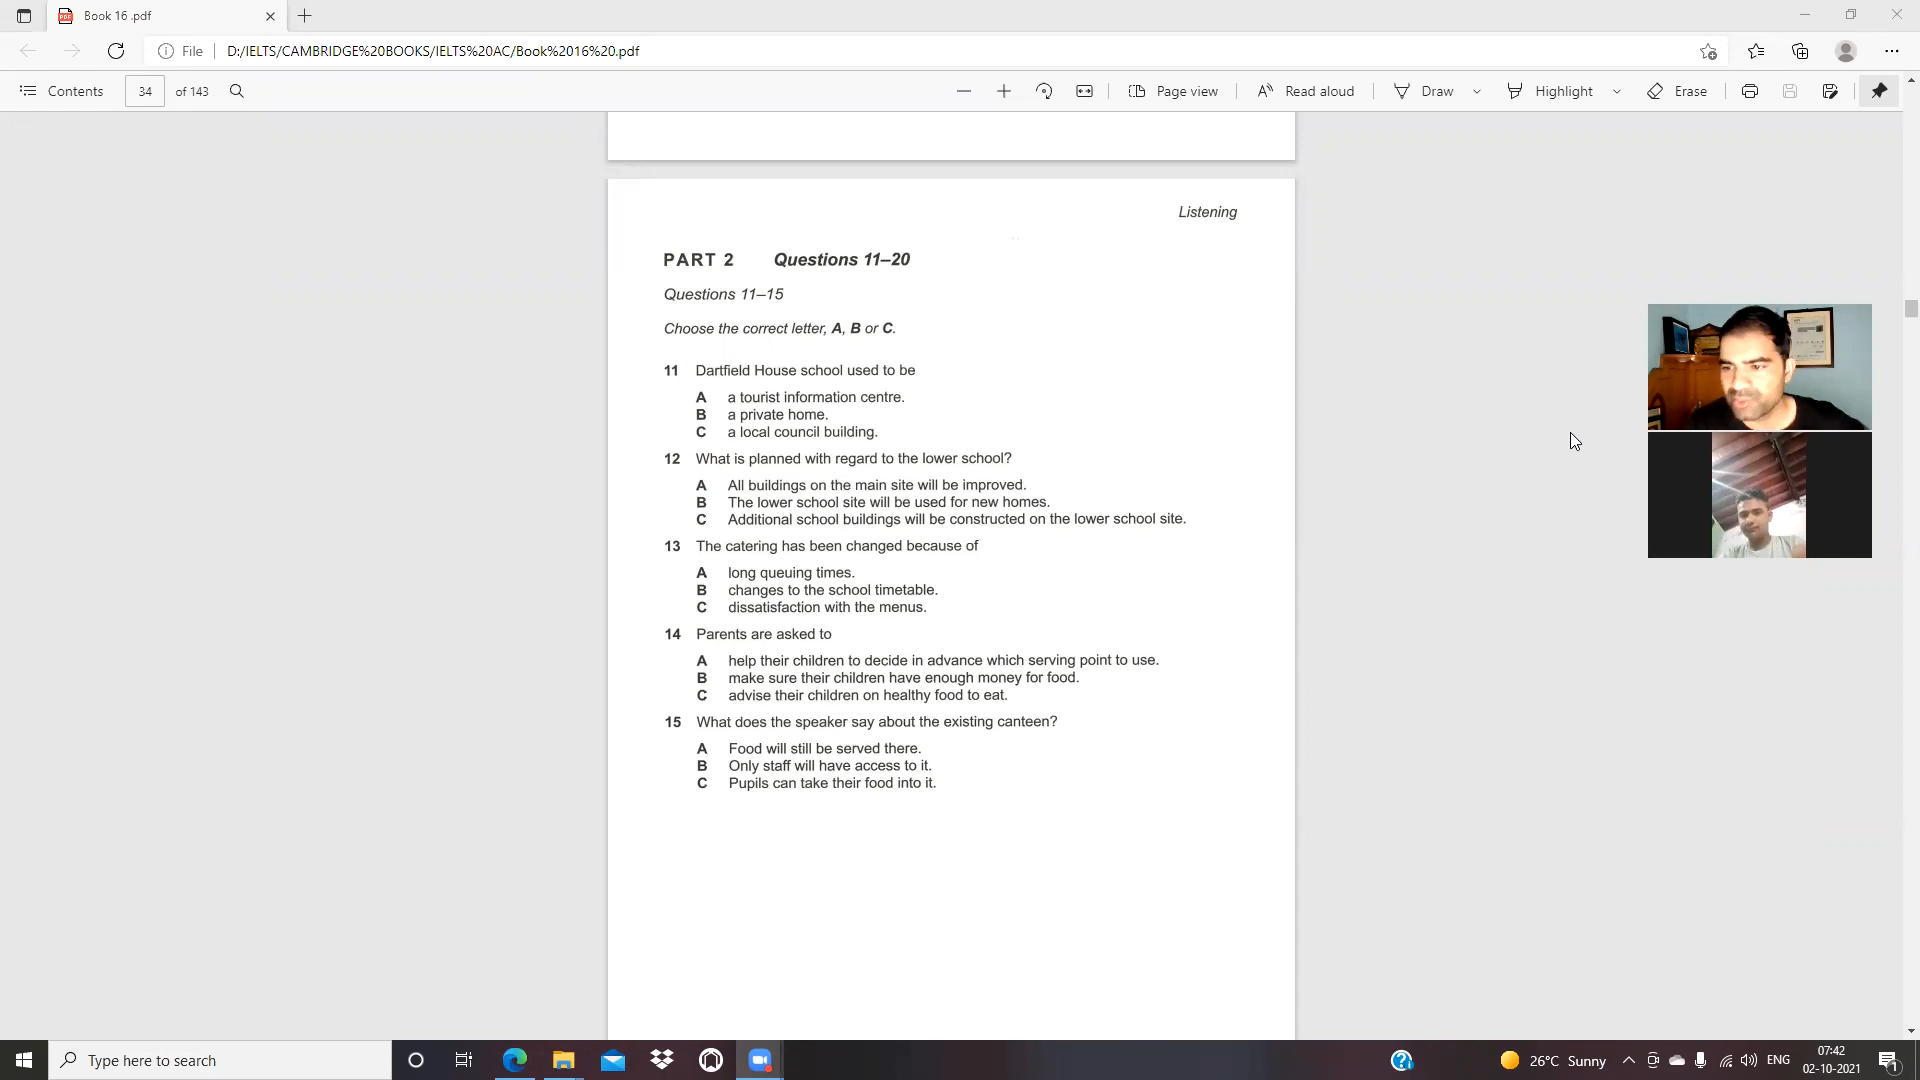 Book 16 .pdf
File
D:/IELTS/CAMBRIDGE%20BOOKS/IELTS%20AC/Book%2016%20.pdf
Contents
34
of 143
Page view
Read aloud
Draw
Highlight
Erase
Listening
PART 2 Questions 11–20
Questions 11–15
Choose the correct letter, A, B or C.
11 Dartfield House school used to be
A a tourist information centre.
B a private home.
C a local council building.
12 What is planned with regard to the lower school?
A All buildings on the main site will be improved.
B The lower school site will be used for new homes.
C Additional school buildings will be constructed on the lower school site.
13 The catering has been changed because of
A long queuing times.
B changes to the school timetable.
C dissatisfaction with the menus.
14 Parents are asked to
A help their children to decide in advance which serving point to use.
B make sure their children have enough money for food.
C advise their children on healthy food to eat.
15 What does the speaker say about the existing canteen?
A Food will still be served there.
B Only staff will have access to it.
C Pupils can take their food into it.
Type here to search
26°C Sunny
ENG
07:42
02-10-2021
1